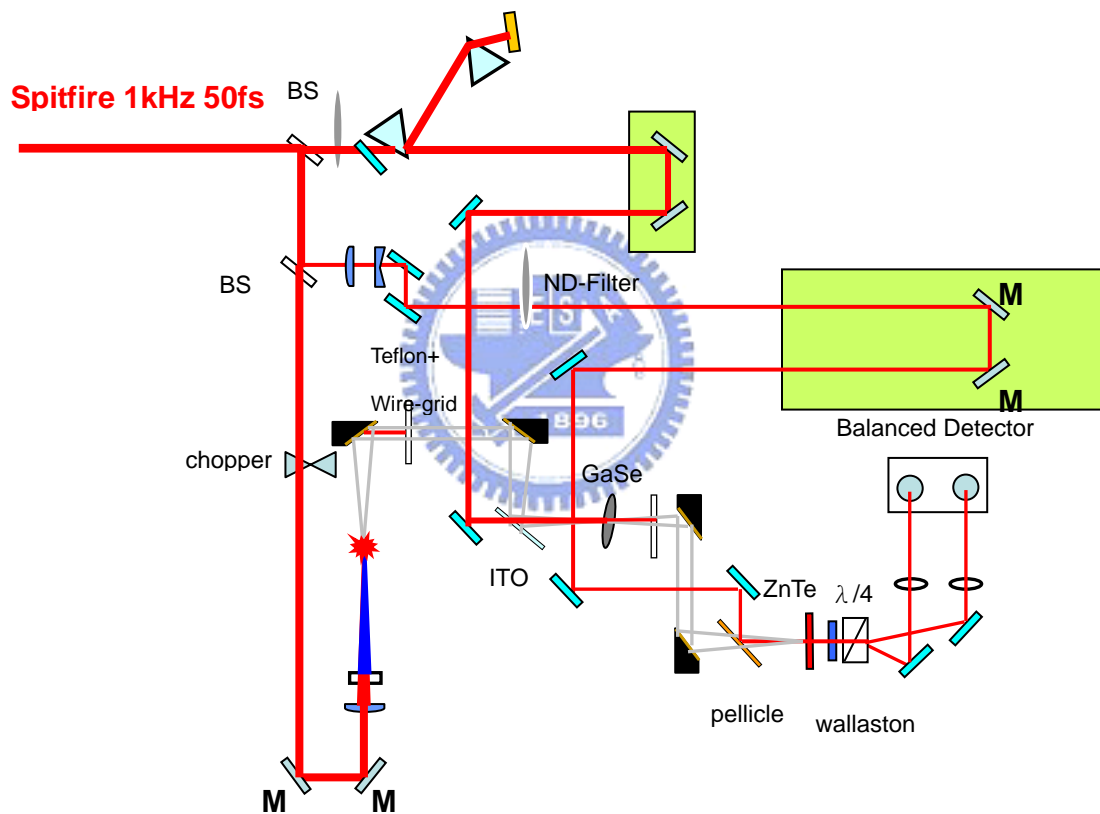 BS
Spitfire 1kHz 50fs
BS
ND-Filter
M
Teflon+
M
Wire-grid
1896
Balanced Detector
chopper
GaSe
ITO
ZnTe
λ/4
pellicle
wallaston
M
M